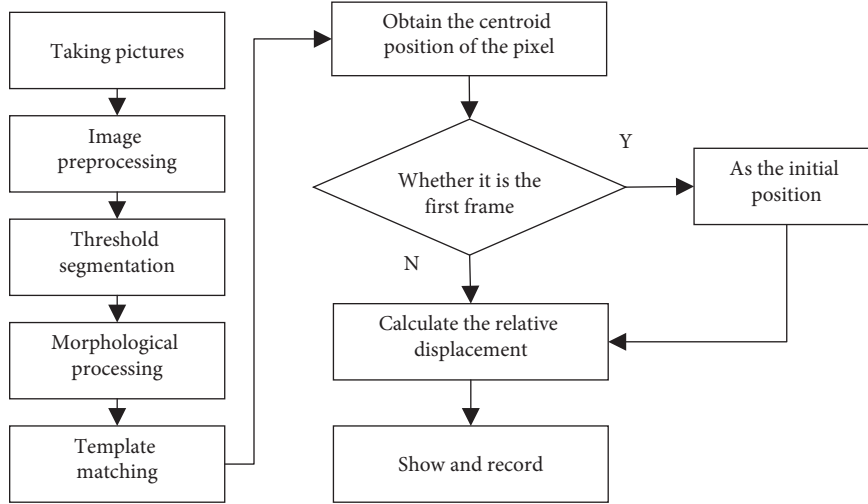 Taking pictures
Image
preprocessing
Threshold
segmentation
Morphological
processing
Template
matching
Obtain the centroid
position of the pixel
Whether it is the
first frame
Y
As the initial
position
N
Calculate the relative
displacement
Show and record